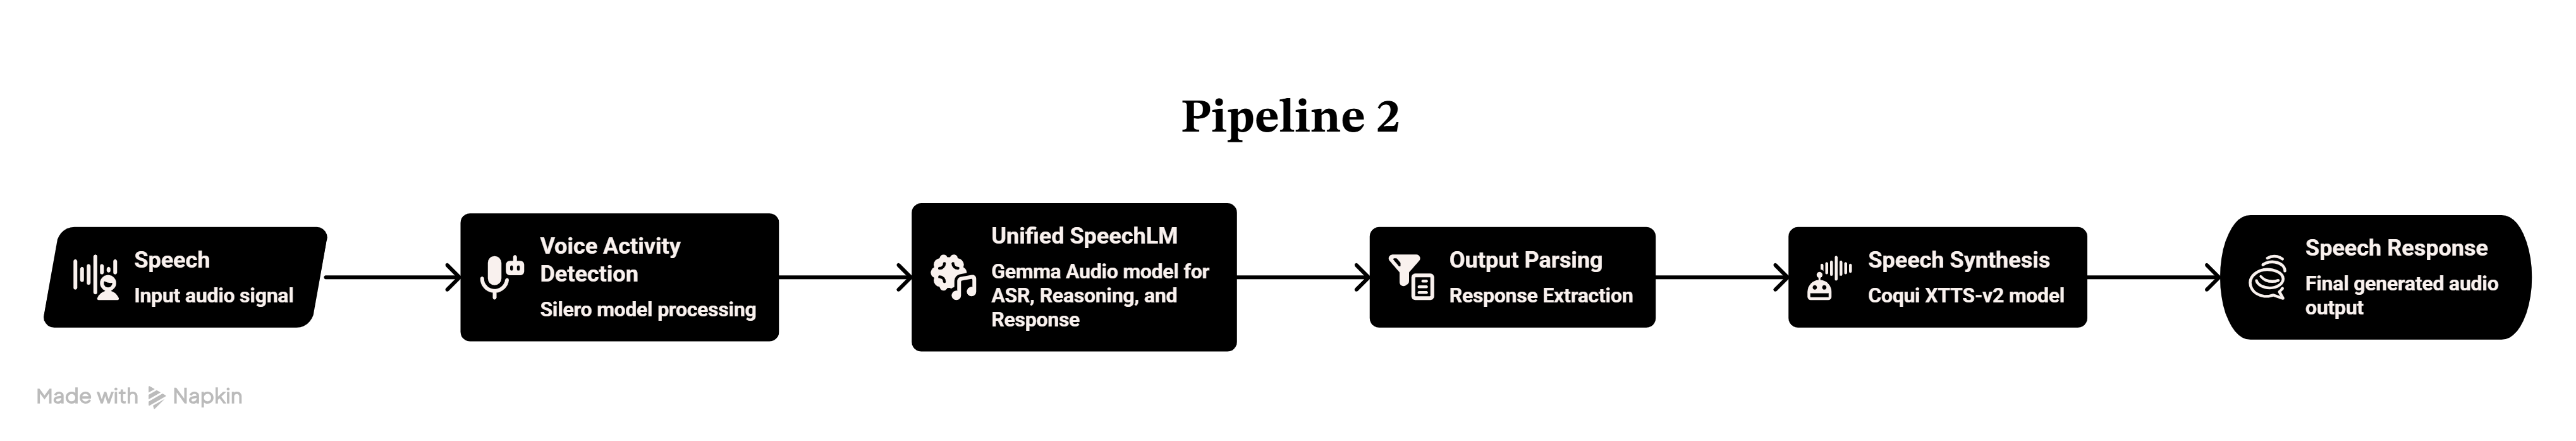 Pipeline 2
Speech
Input audio signal
Voice Activity
Detection
Silero model processing
Unified SpeechLM
Gemma Audio model for
ASR, Reasoning, and
Response
Output Parsing
Response Extraction
Speech Synthesis
Coqui XTTS-v2 model
Speech Response
Final generated audio
output
Made with Napkin